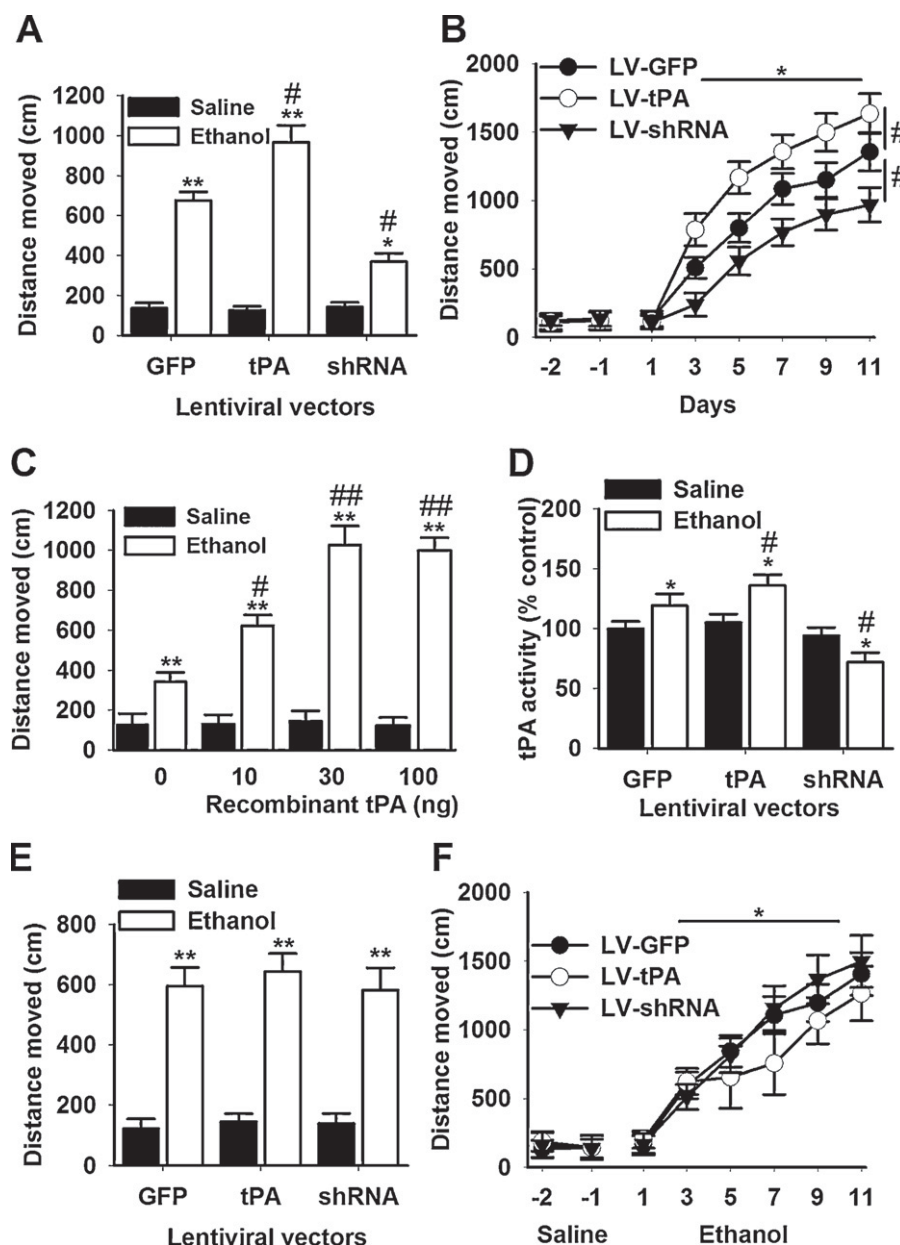 A
Distance moved (cm)
1200
1000
800
600
400
200
0
Saline
Ethanol
**
#
**
#
*
GFP tPA shRNA
Lentiviral vectors
B
Distance moved (cm)
2000
1500
1000
500
0
LV-GFP
LV-tPA
LV-shRNA
*
#
#
-2 -1 1 3 5 7 9 11
Days
C
Distance moved (cm)
1200
1000
800
600
400
200
0
Saline
Ethanol
**
#
**
##
**
##
**
0 10 30 100
Recombinant tPA (ng)
D
tPA activity (% control)
200
150
100
50
0
Saline
Ethanol
*
#
*
#
*
GFP tPA shRNA
Lentiviral vectors
E
Distance moved (cm)
800
600
400
200
0
Saline
Ethanol
**
**
**
GFP tPA shRNA
Lentiviral vectors
F
Distance moved (cm)
2000
1500
1000
500
0
*
LV-GFP
LV-tPA
LV-shRNA
-2 -1 1 3 5 7 9 11
Saline Ethanol